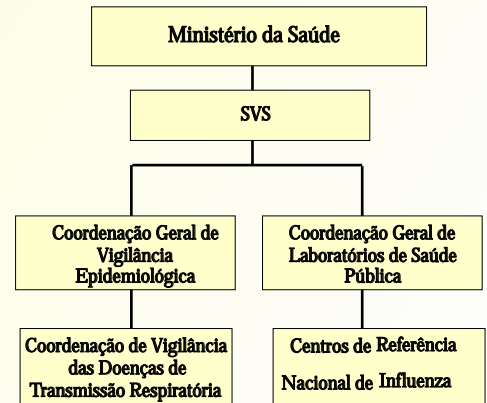 Ministério da Saúde
SVS
Coordenação Geral de
Vigilância
Epidemiológica
Coordenação Geral de
Laboratórios de Saúde
Pública
Coordenação de Vigilância
das Doenças de
Transmissão Respiratória
Centros de Referência
Nacional de Influenza